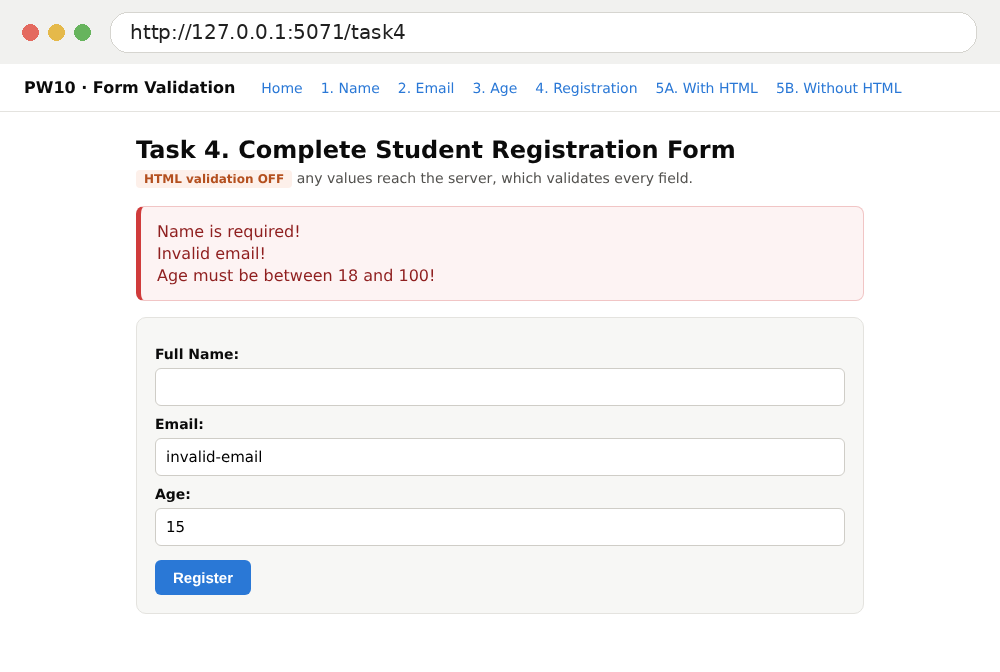 http://127.0.0.1:5071/task4
PW10 · Form Validation Home 1. Name 2. Email 3. Age 4. Registration 5A. With HTML 5B. Without HTML
Task 4. Complete Student Registration Form
HTML validation OFF any values reach the server, which validates every field.
Name is required!
Invalid email!
Age must be between 18 and 100!
Full Name:
Email:
invalid-email
Age:
15
Register